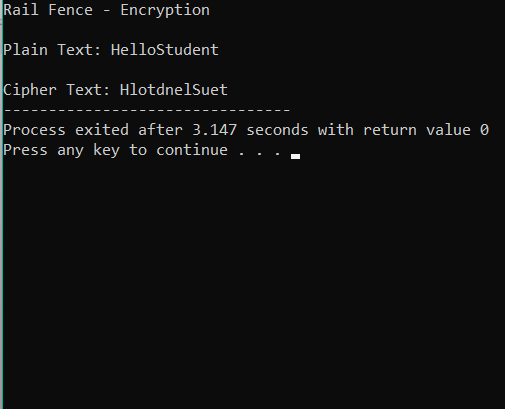 Rail Fence - Encryption
Plain Text: HelloStudent
Cipher Text: HlotdnelSuet
--------------------------------
Process exited after 3.147 seconds with return value 0
Press any key to continue . . .